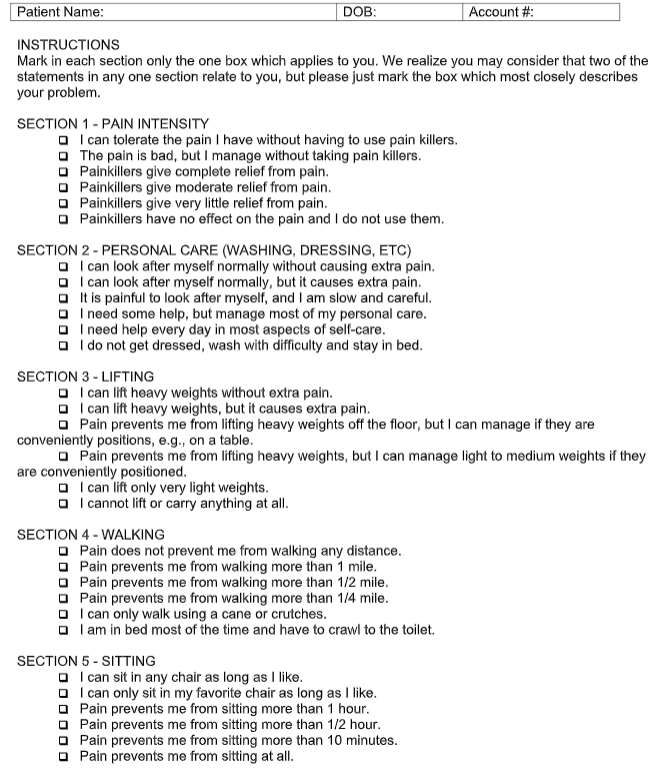 Patient Name: DOB: Account #:
INSTRUCTIONS
Mark in each section only the one box which applies to you. We realize you may consider that two of the
statements in any one section relate to you, but please just mark the box which most closely describes
your problem.
SECTION 1 - PAIN INTENSITY
❑ I can tolerate the pain I have without having to use pain killers.
❑ The pain is bad, but I manage without taking pain killers.
❑ Painkillers give complete relief from pain.
❑ Painkillers give moderate relief from pain.
❑ Painkillers give very little relief from pain.
❑ Painkillers have no effect on the pain and I do not use them.
SECTION 2 - PERSONAL CARE (WASHING, DRESSING, ETC)
❑ I can look after myself normally without causing extra pain.
❑ I can look after myself normally, but it causes extra pain.
❑ It is painful to look after myself, and I am slow and careful.
❑ I need some help, but manage most of my personal care.
❑ I need help every day in most aspects of self-care.
❑ I do not get dressed, wash with difficulty and stay in bed.
SECTION 3 - LIFTING
❑ I can lift heavy weights without extra pain.
❑ I can lift heavy weights, but it causes extra pain.
❑ Pain prevents me from lifting heavy weights off the floor, but I can manage if they are
conveniently positions, e.g., on a table.
❑ Pain prevents me from lifting heavy weights, but I can manage light to medium weights if they
are conveniently positioned.
❑ I can lift only very light weights.
❑ I cannot lift or carry anything at all.
SECTION 4 - WALKING
❑ Pain does not prevent me from walking any distance.
❑ Pain prevents me from walking more than 1 mile.
❑ Pain prevents me from walking more than 1/2 mile.
❑ Pain prevents me from walking more than 1/4 mile.
❑ I can only walk using a cane or crutches.
❑ I am in bed most of the time and have to crawl to the toilet.
SECTION 5 - SITTING
❑ I can sit in any chair as long as I like.
❑ I can only sit in my favorite chair as long as I like.
❑ Pain prevents me from sitting more than 1 hour.
❑ Pain prevents me from sitting more than 1/2 hour.
❑ Pain prevents me from sitting more than 10 minutes.
❑ Pain prevents me from sitting at all.